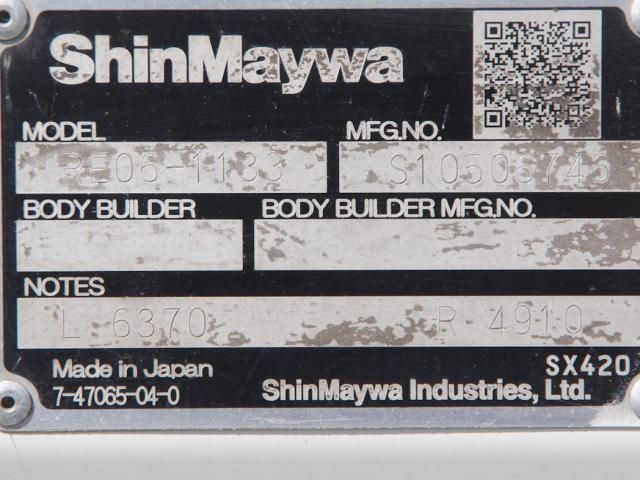 ShinMaywa
MODEL MFG.NO.
RE06-1133 S10506745
BODY BUILDER BODY BUILDER MFG.NO.
NOTES
L 6370 R 4910
Made in Japan SX420
7-47065-04-0 ShinMaywa Industries, Ltd.